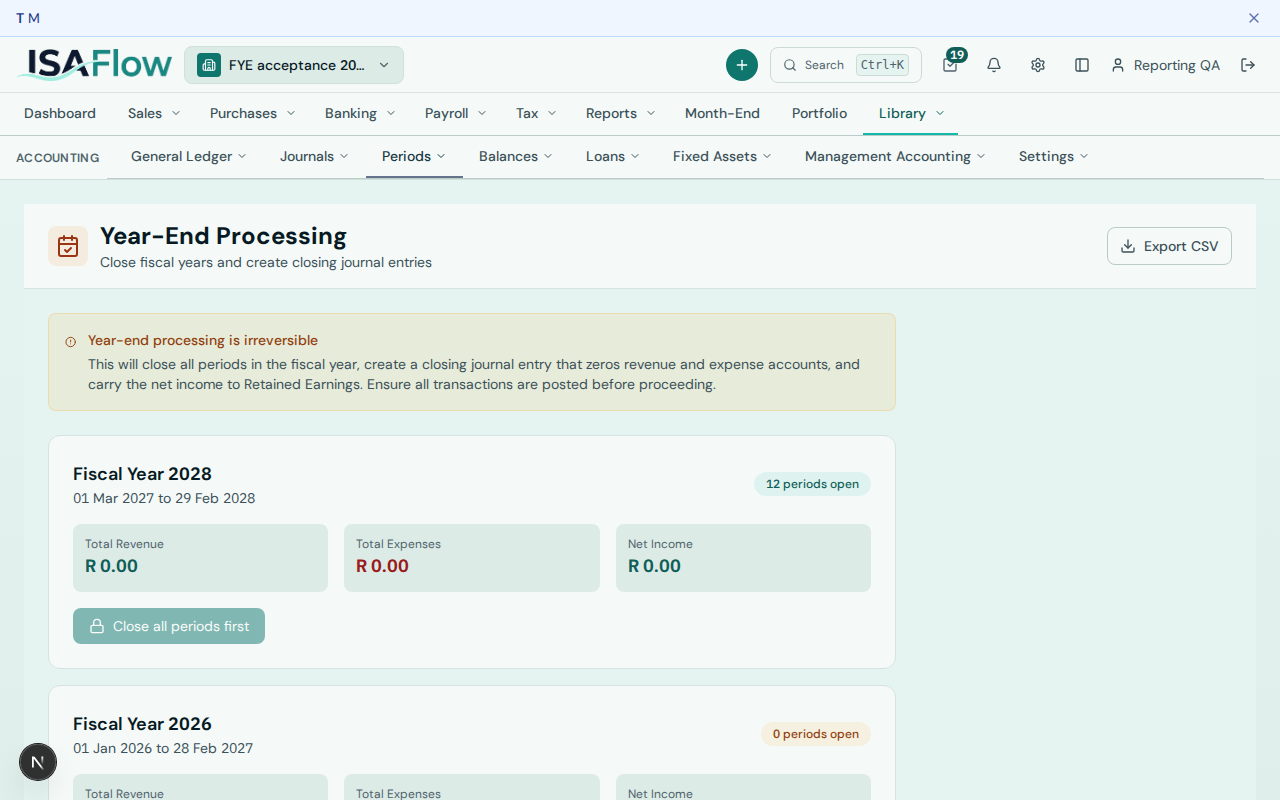 T M
ISAFlow
FYE acceptance 20...
Search Ctrl+K
19
Reporting QA
Dashboard Sales Purchases Banking Payroll Tax Reports Month-End Portfolio Library
ACCOUNTING General Ledger Journals Periods Balances Loans Fixed Assets Management Accounting Settings
Year-End Processing
Close fiscal years and create closing journal entries
Export CSV
Year-end processing is irreversible
This will close all periods in the fiscal year, create a closing journal entry that zeros revenue and expense accounts, and
carry the net income to Retained Earnings. Ensure all transactions are posted before proceeding.
Fiscal Year 2028
01 Mar 2027 to 29 Feb 2028
12 periods open
Total Revenue
R 0.00
Total Expenses
R 0.00
Net Income
R 0.00
Close all periods first
Fiscal Year 2026
01 Jan 2026 to 28 Feb 2027
0 periods open
Total Revenue
Total Expenses
Net Income
N